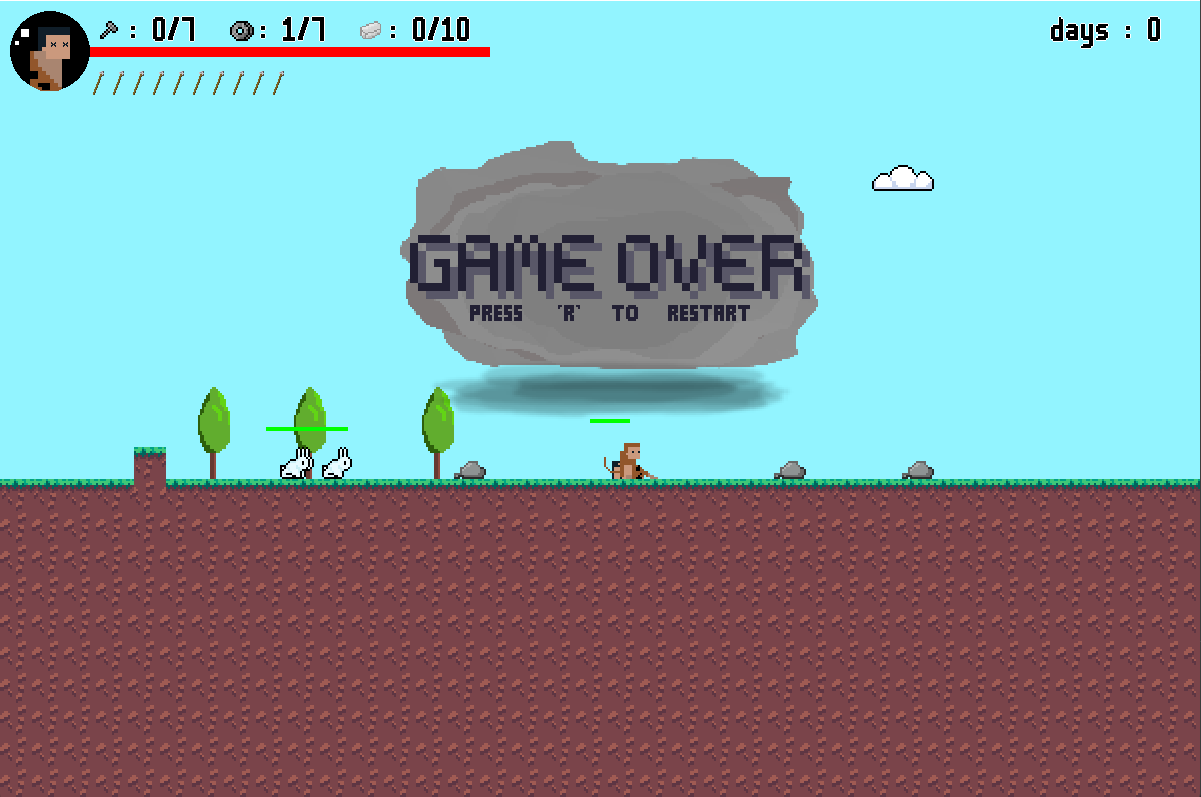 : 0/7 : 1/7 : 0/10
days : 0
GAME OVER
PRESS 'R' TO RESTART